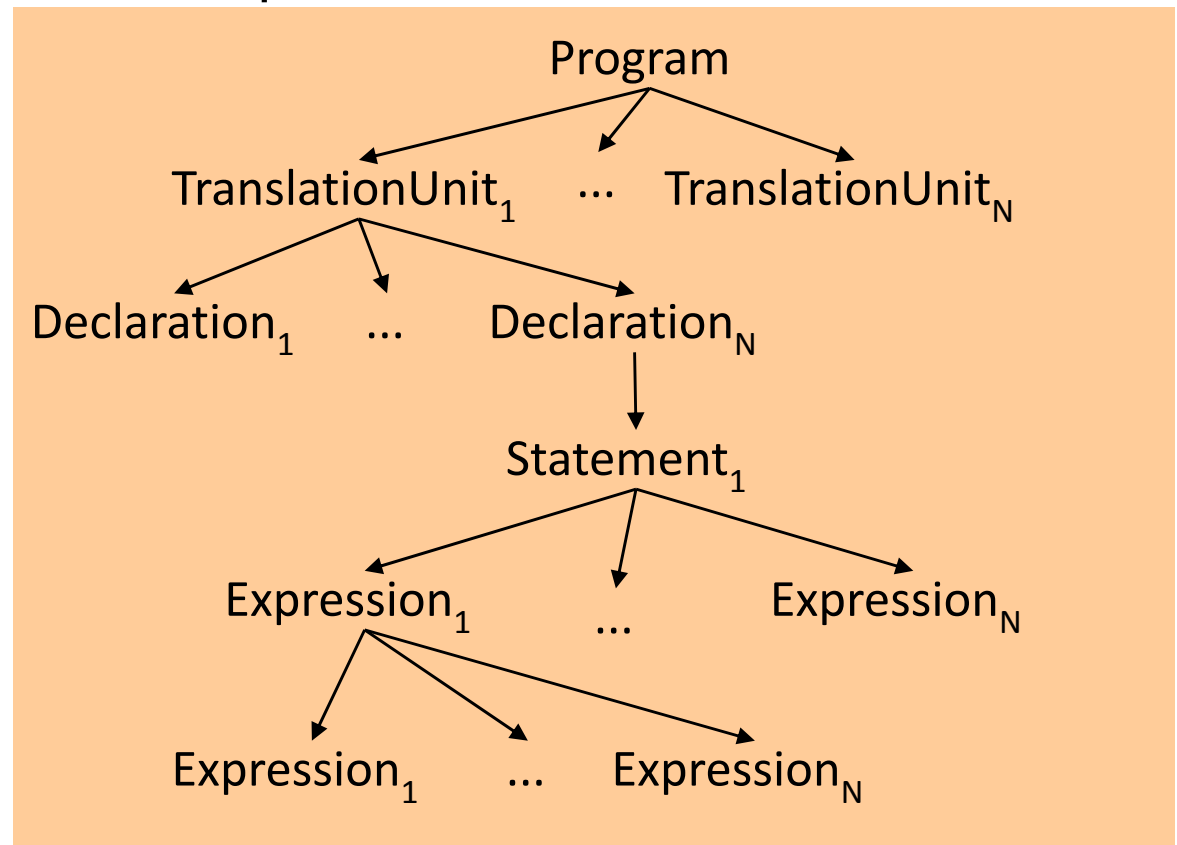 Program
TranslationUnit1 ... TranslationUnitN
Declaration1 ... DeclarationN
Statement1
Expression1 ... ExpressionN
Expression1 ... ExpressionN